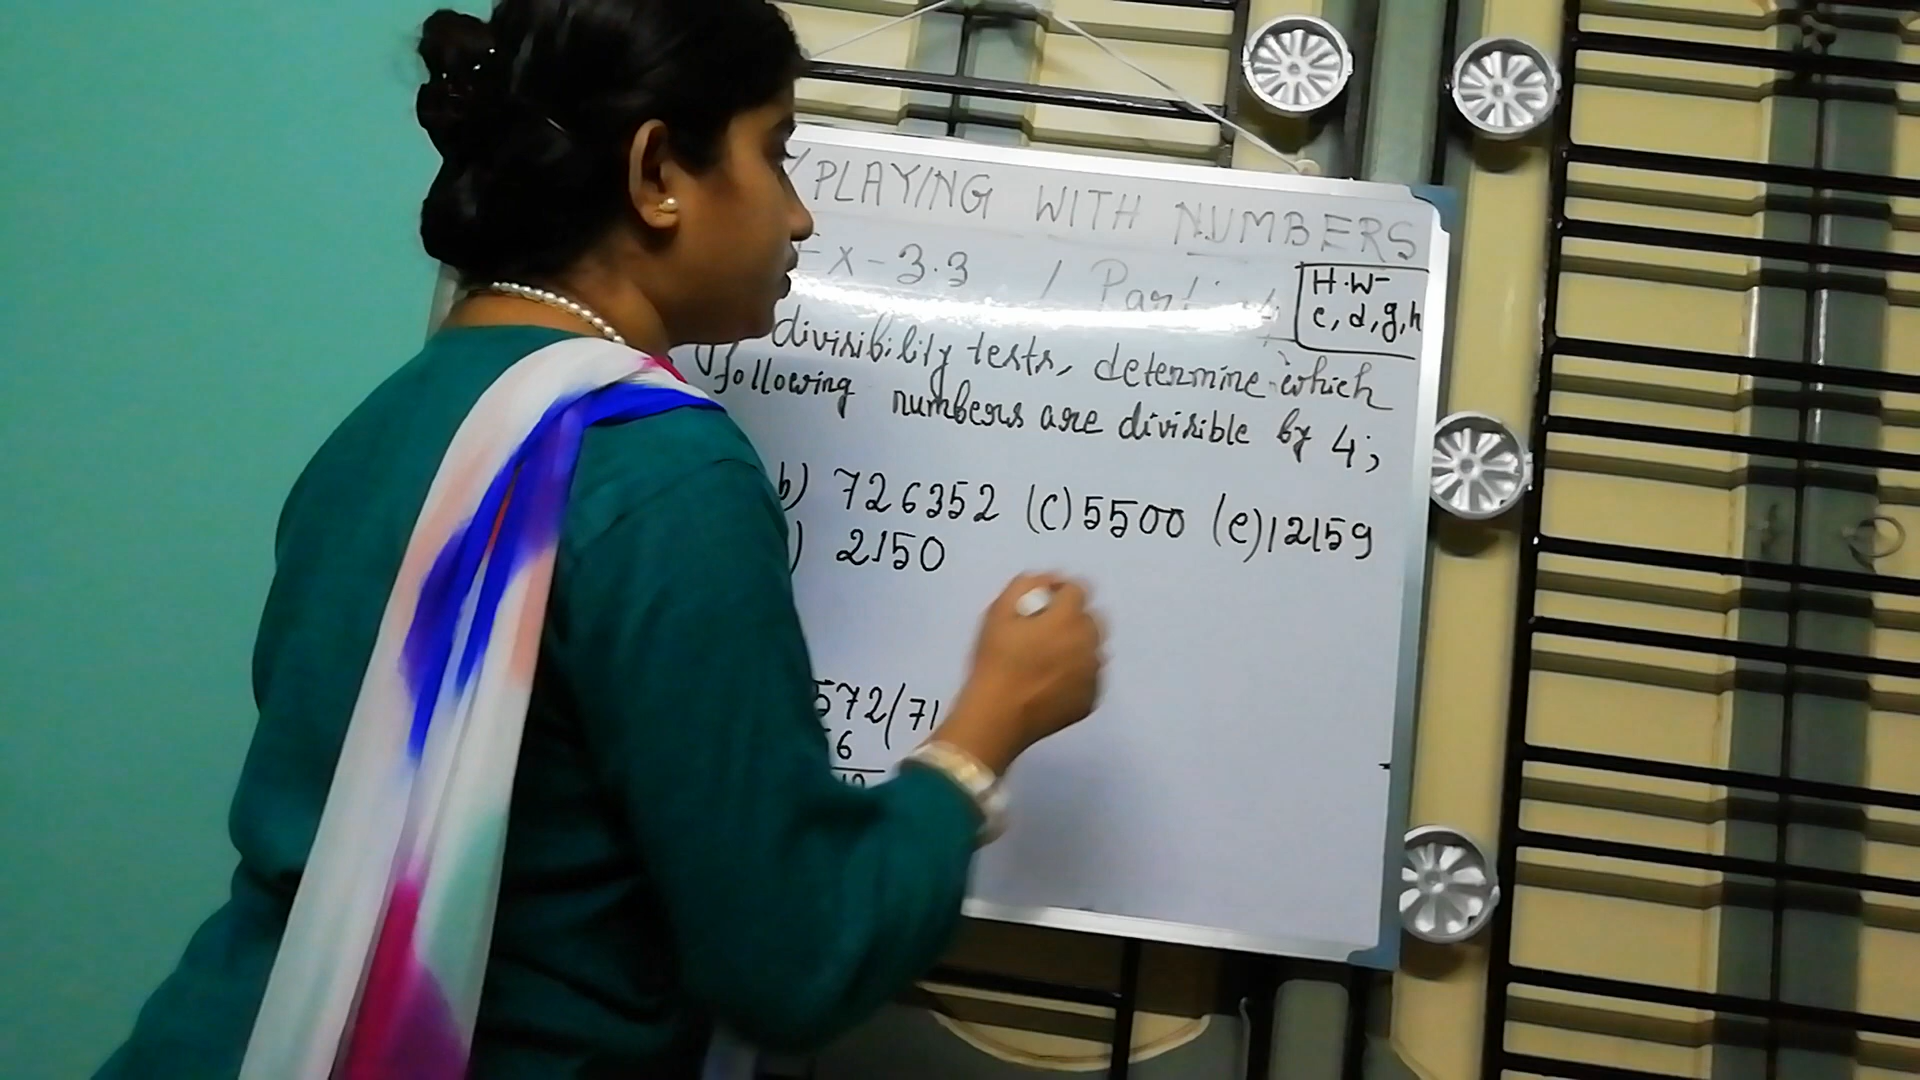 /PLAYING WITH NUMBERS
Ex-3.3 / Part
H.W-
c, d, g, h
divisibility tests, determine which
following numbers are divisible by 4;
b) 726352 (c) 5500 (e) 12159
) 2150
572(71
6
12